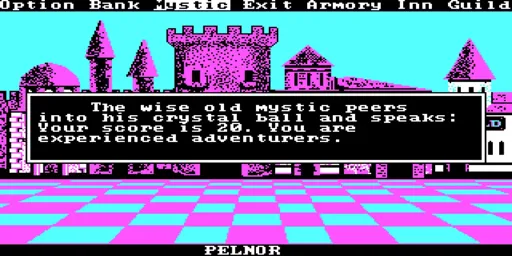 Option Bank Mystic Exit Armory Inn Guild
The wise old mystic peers
into his crystal ball and speaks:
Your score is 20. You are
experienced adventurers.
D
PELNOR